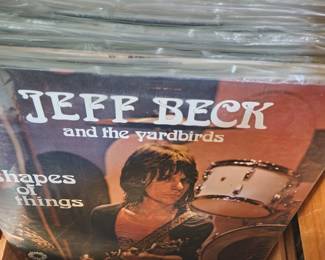 JEFF BECK
and the yardbirds
shapes
of
things